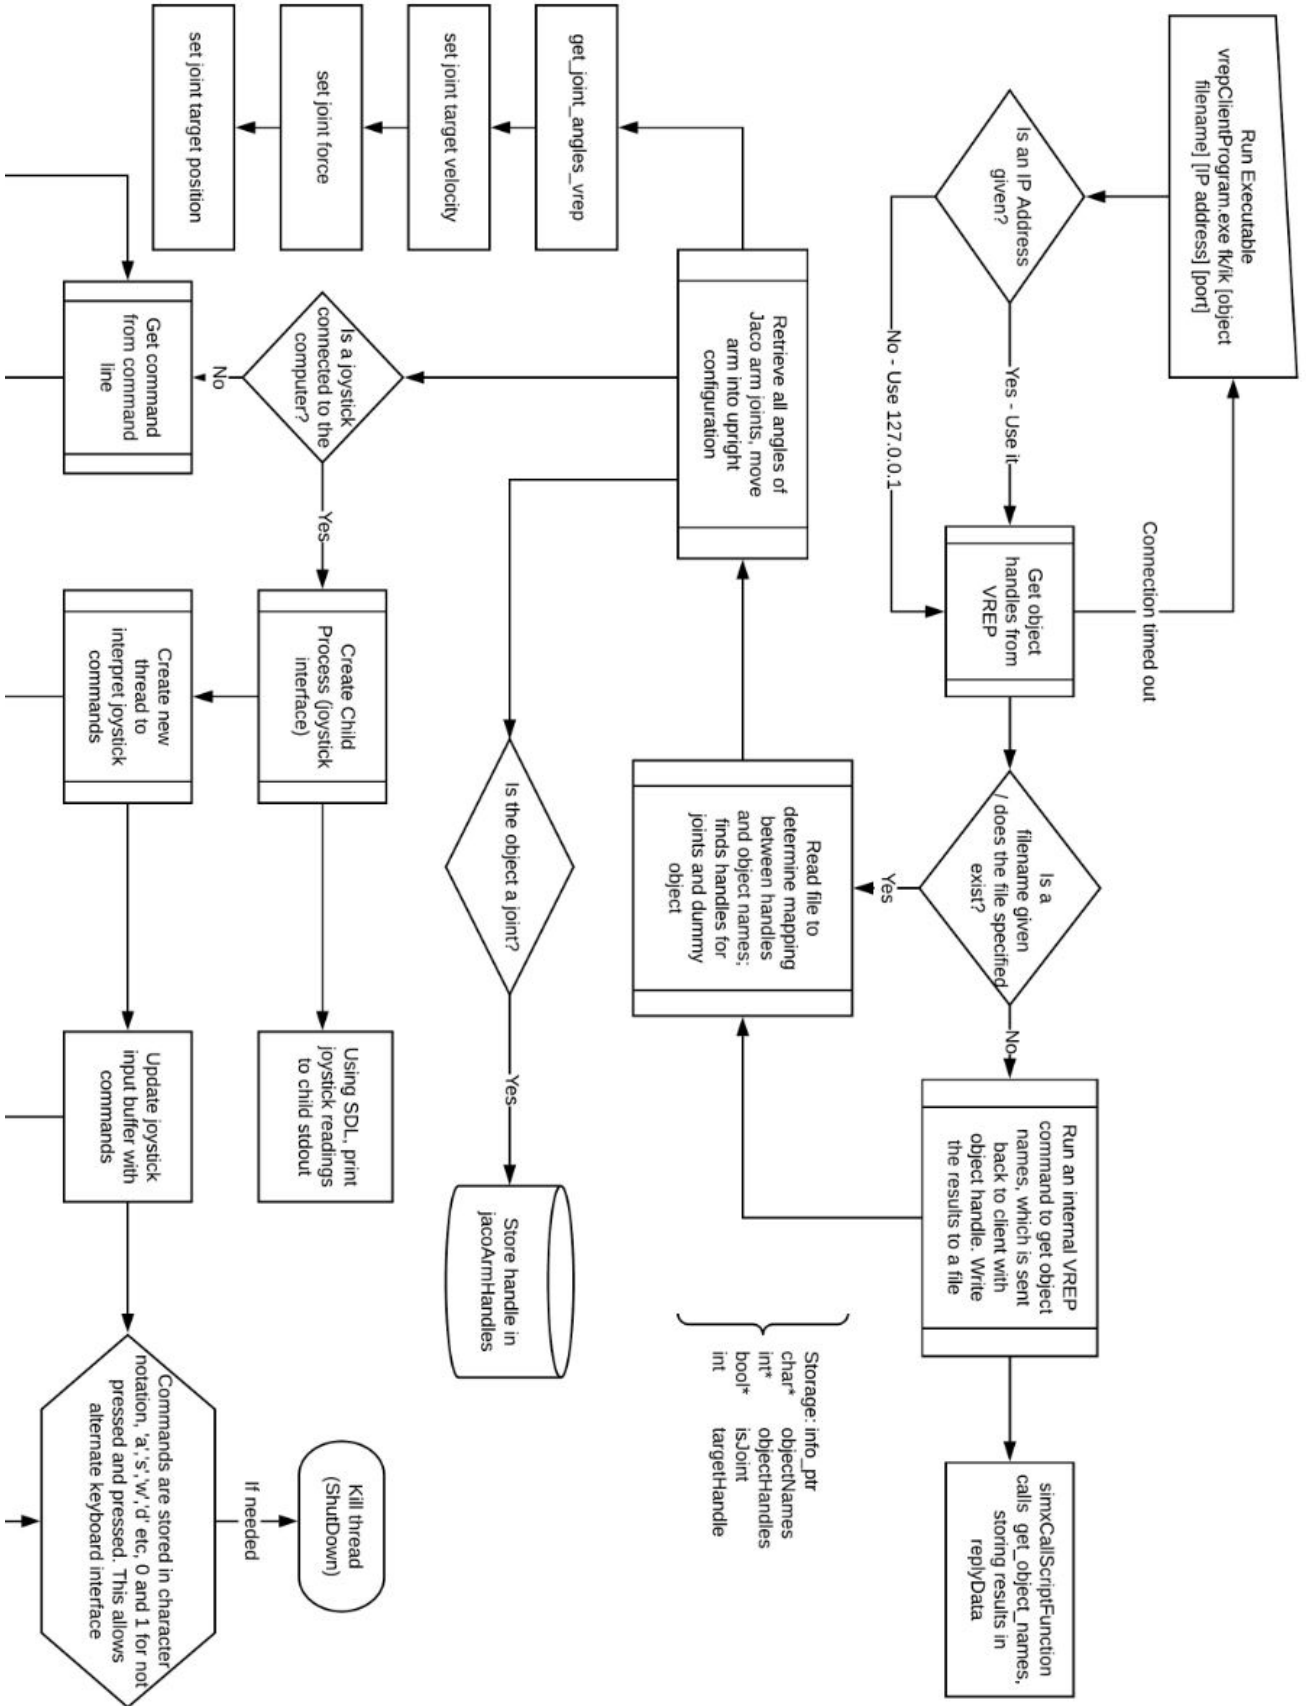 Run Executable
vrepClientProgram.exe fk/ik [object
filename] [IP address] [port]
Is an IP Address
given?
Yes - Use it
No - Use 127.0.0.1
Connection timed out
Get object
handles from
VREP
Is a
filename given
/ does the file specified
exist?
Yes
No
Run an internal VREP
command to get object
names, which is sent
back to client with
object handle. Write
the results to a file
simxCallScriptFunction
calls get_object_names,
storing results in
replyData
Read file to
determine mapping
between handles
and object names;
finds handles for
joints and dummy
object
Storage: info_ptr
char* objectNames
int* objectHandles
bool* isJoint
int targetHandle
Retrieve all angles of
Jaco arm joints, move
arm into upright
configuration
get_joint_angles_vrep
set joint target velocity
set joint force
set joint target position
Is the object a joint?
Yes
Store handle in
jacoArmHandles
Is a joystick
connected to the
computer?
No
Yes
Get command
from command
line
Create Child
Process (joystick
interface)
Using SDL, print
joystick readings
to child stdout
Create new
thread to
interpret joystick
commands
Update joystick
input buffer with
commands
Kill thread
(ShutDown)
If
needed
Commands are stored in character
notation, 'a','s','w','d' etc, 0 and 1 for not
pressed and pressed. This allows
alternate keyboard interface